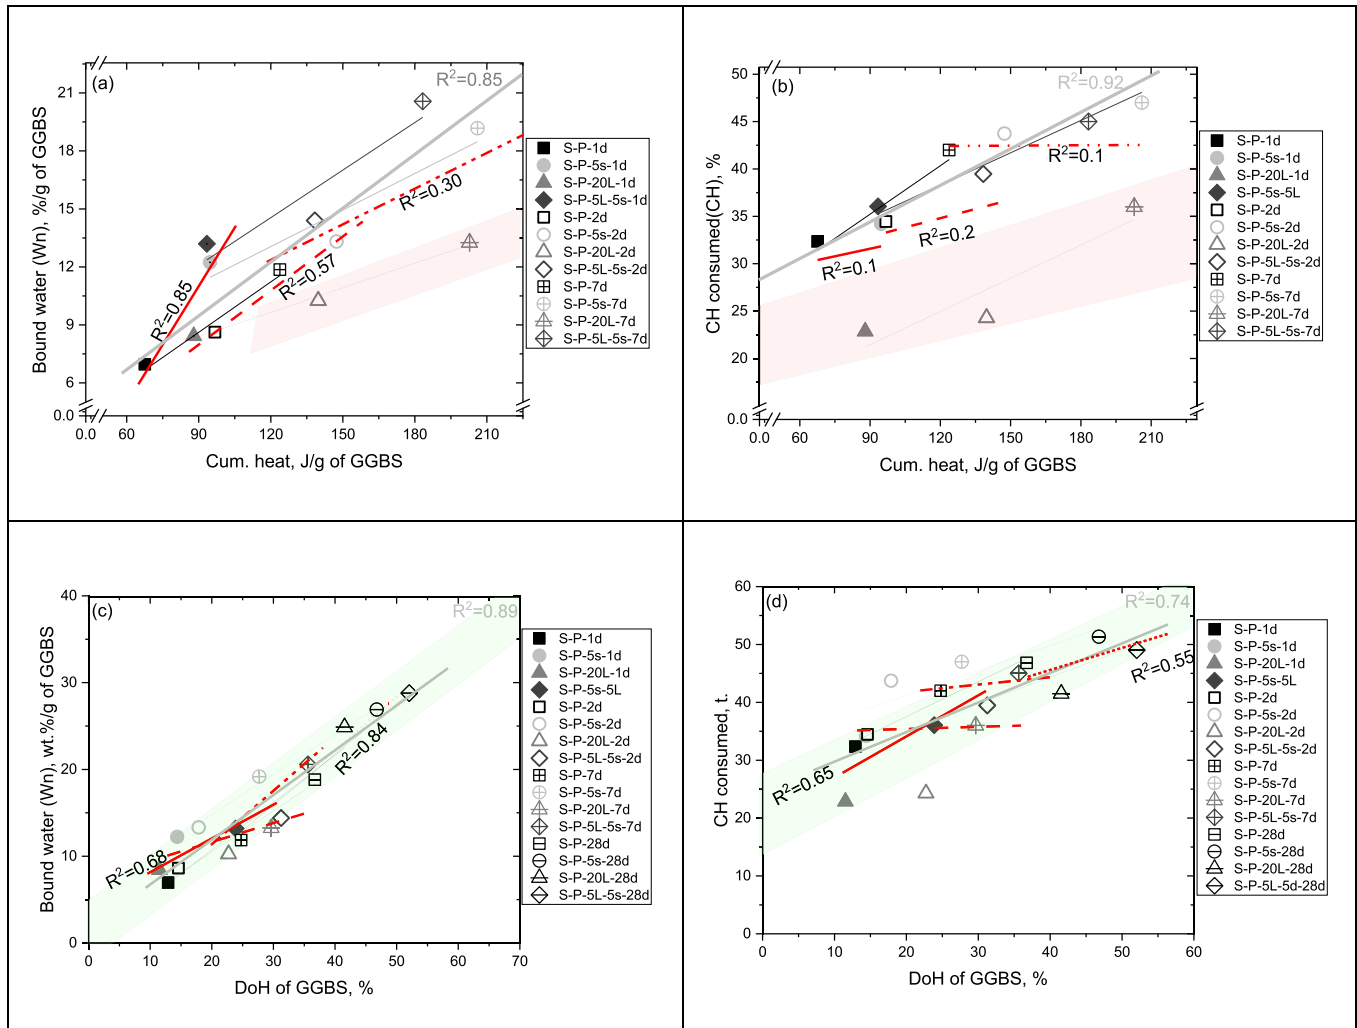 (a)
R²=0.85
R²=0.85
R²=0.57
R²=0.30
Bound water (Wn), %/g of GGBS
21
18
15
12
9
6
0.0
0.0 60 90 120 150 180 210
Cum. heat, J/g of GGBS
S-P-1d
S-P-5s-1d
S-P-20L-1d
S-P-5L-5s-1d
S-P-2d
S-P-5s-2d
S-P-20L-2d
S-P-5L-5s-2d
S-P-7d
S-P-5s-7d
S-P-20L-7d
S-P-5L-5s-7d
(b)
R²=0.92
R²=0.1
R²=0.2
R²=0.1
CH consumed(CH), %
50
45
40
35
30
25
20
0.0
0.0 60 90 120 150 180 210
Cum. heat, J/g of GGBS
S-P-1d
S-P-5s-1d
S-P-20L-1d
S-P-5s-5L
S-P-2d
S-P-5s-2d
S-P-20L-2d
S-P-5L-5s-2d
S-P-7d
S-P-5s-7d
S-P-20L-7d
S-P-5L-5s-7d
(c)
R²=0.89
R²=0.84
R²=0.68
Bound water (Wn), wt.%/g of GGBS
40
30
20
10
0
0 10 20 30 40 50 60 70
DoH of GGBS, %
S-P-1d
S-P-5s-1d
S-P-20L-1d
S-P-5s-5L
S-P-2d
S-P-5s-2d
S-P-20L-2d
S-P-5L-5s-2d
S-P-7d
S-P-5s-7d
S-P-20L-7d
S-P-5L-5s-7d
S-P-28d
S-P-5s-28d
S-P-20L-28d
S-P-5L-5s-28d
(d)
R²=0.74
R²=0.55
R²=0.65
CH consumed, t.
60
50
40
30
20
10
0
0 10 20 30 40 50 60
DoH of GGBS, %
S-P-1d
S-P-5s-1d
S-P-20L-1d
S-P-5s-5L
S-P-2d
S-P-5s-2d
S-P-20L-2d
S-P-5L-5s-2d
S-P-7d
S-P-5s-7d
S-P-20L-7d
S-P-5L-5s-7d
S-P-28d
S-P-5s-28d
S-P-20L-28d
S-P-5L-5d-28d